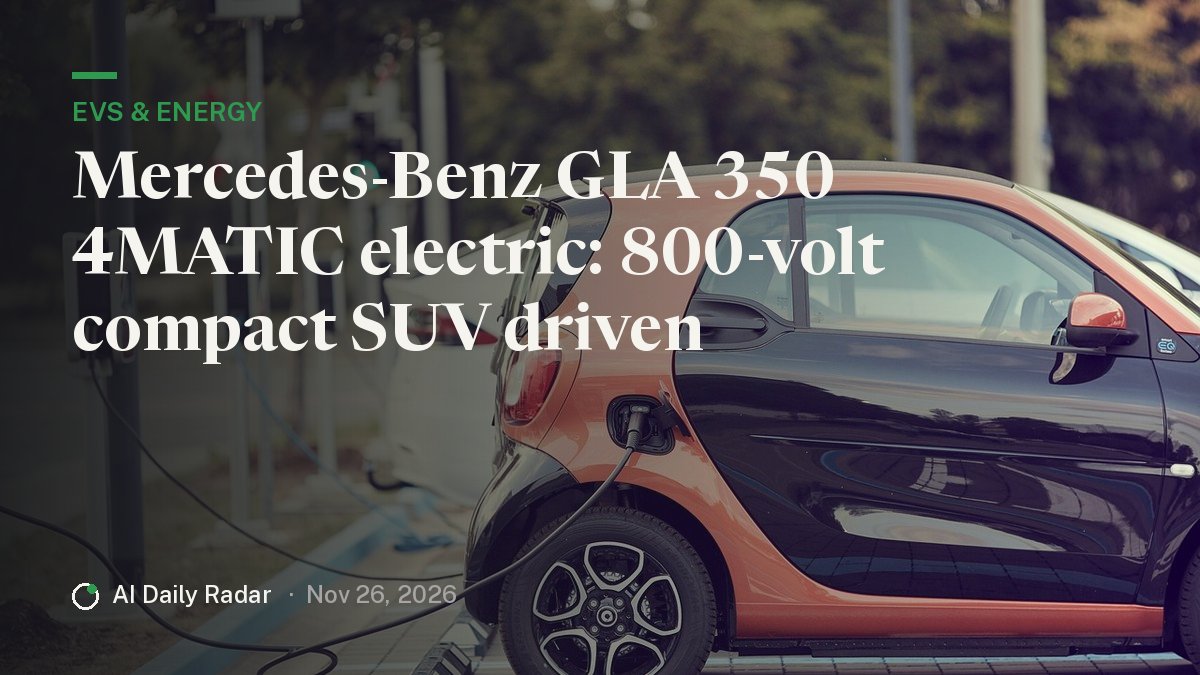 EVS & ENERGY
Mercedes-Benz GLA 350
4MATIC electric: 800-volt
compact SUV driven
AI Daily Radar · Nov 26, 2026
EQ